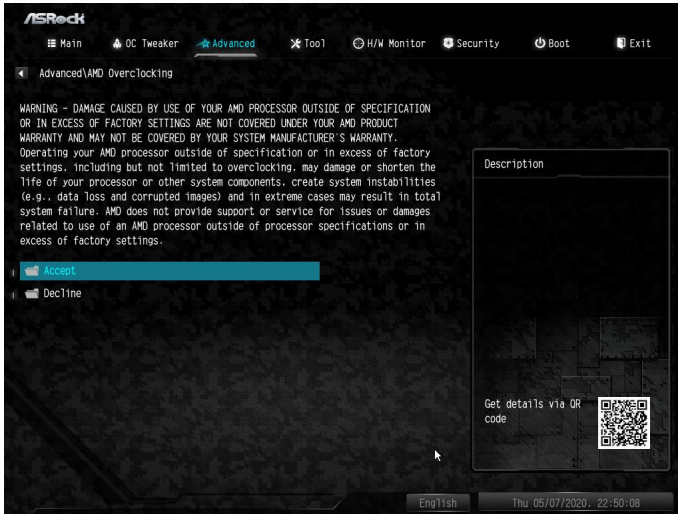 ASRock
Main OC Tweaker Advanced Tool H/W Monitor Security Boot Exit
Advanced\AMD Overclocking
WARNING - DAMAGE CAUSED BY USE OF YOUR AMD PROCESSOR OUTSIDE OF SPECIFICATION
OR IN EXCESS OF FACTORY SETTINGS ARE NOT COVERED UNDER YOUR AMD PRODUCT
WARRANTY AND MAY NOT BE COVERED BY YOUR SYSTEM MANUFACTURER'S WARRANTY.
Operating your AMD processor outside of specification or in excess of factory
settings, including but not limited to overclocking, may damage or shorten the
life of your processor or other system components, create system instabilities
(e.g., data loss and corrupted images) and in extreme cases may result in total
system failure. AMD does not provide support or service for issues or damages
related to use of an AMD processor outside of processor specifications or in
excess of factory settings.
Accept
Decline
Description
Get details via QR
code
English
Thu 05/07/2020, 22:50:08